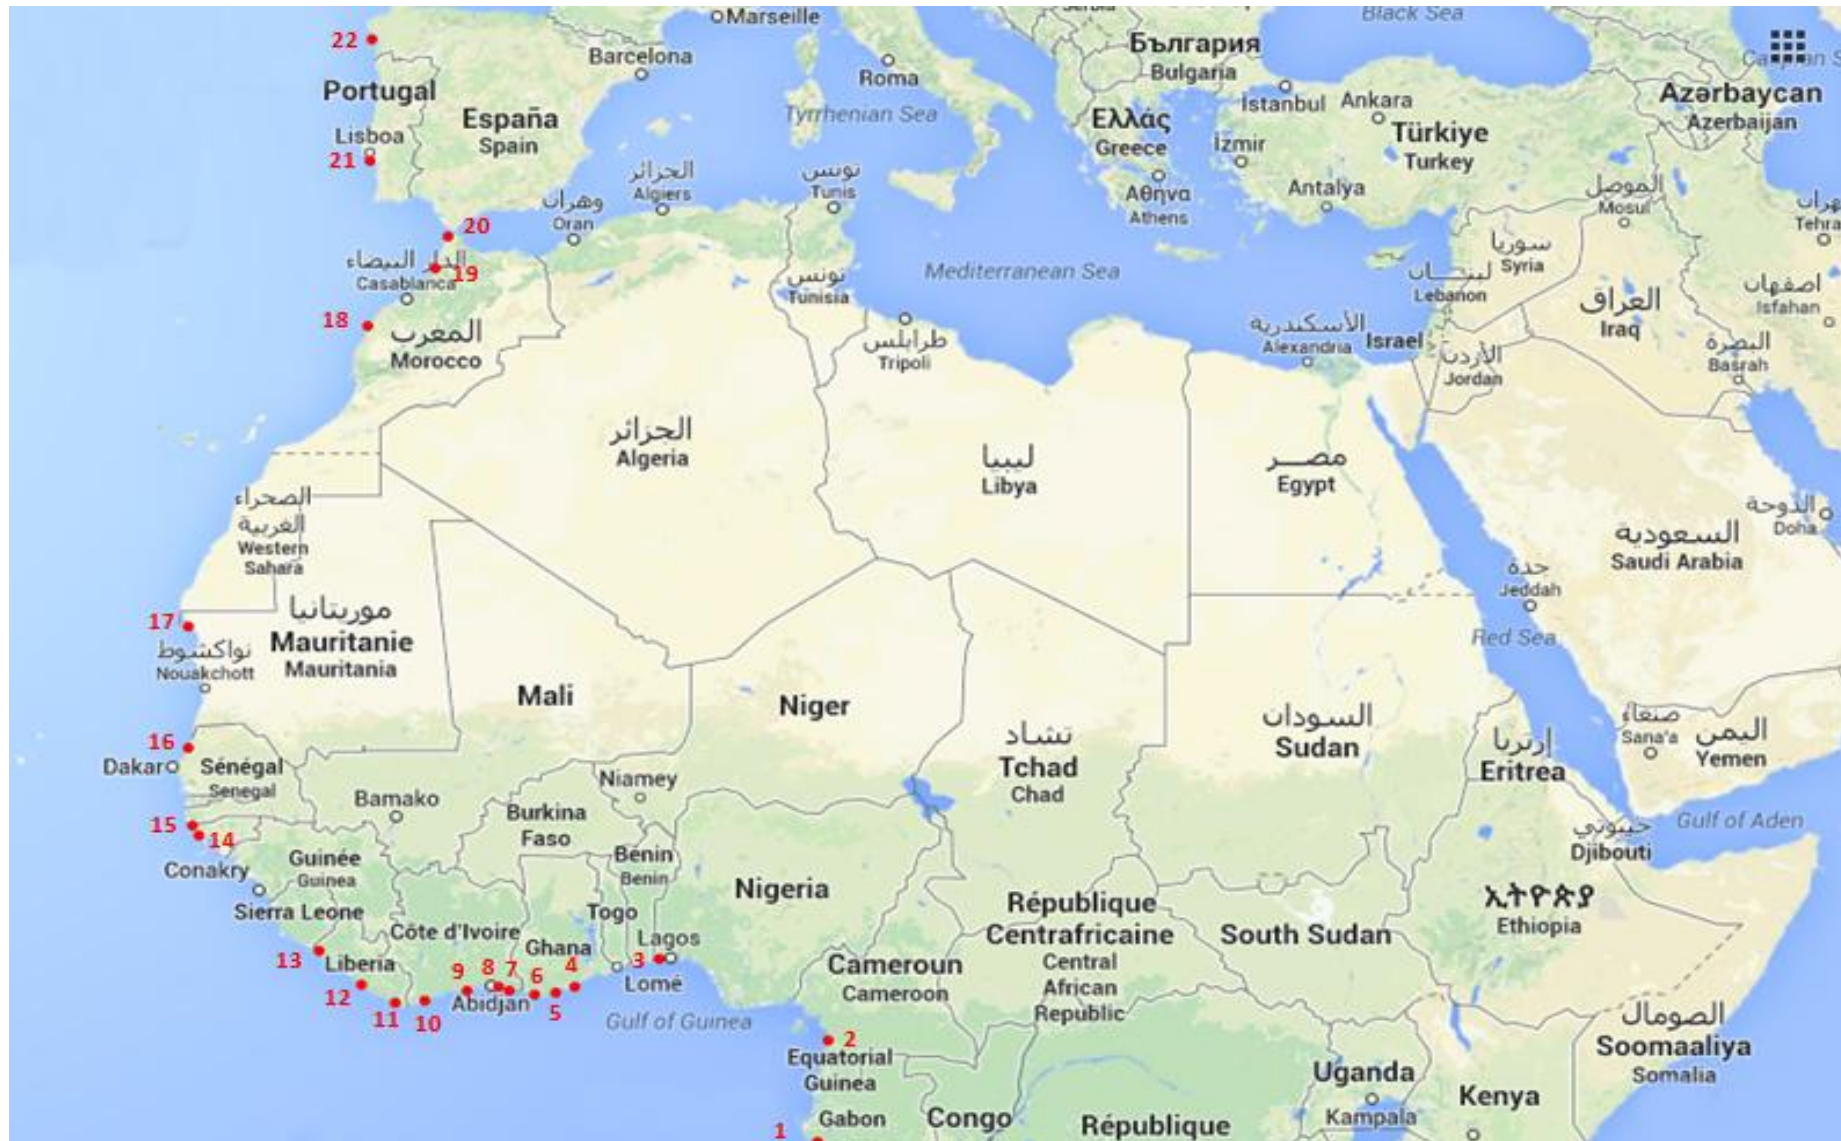 Marseille
Black Sea
22
Barcelona
България
Bulgaria
Roma
Portugal
España
Spain
Tyrrhenian Sea
İstanbul
Ankara
Azərbaycan
Azerbaijan
Lisboa
21
Ελλάς
Greece
İzmir
Türkiye
Turkey
الجزائر
Algiers
تونس
Tunis
Αθήνα
Athens
Antalya
الموصل
Mosul
وهران
Oran
20
الدار البيضاء
Casablanca
19
Mediterranean Sea
تونس
Tunisia
سوريا
Syria
لبنان
Lebanon
العراق
Iraq
اصفهان
Isfahan
18
المغرب
Morocco
طرابلس
Tripoli
الأسكندرية
Alexandria
Israel
الأردن
Jordan
البصرة
Basrah
الجزائر
Algeria
ليبيا
Libya
مصر
Egypt
الصحراء
الغربية
Western
Sahara
الدوحة
Doha
السعودية
Saudi Arabia
جدة
Jeddah
Red Sea
17
موريتانيا
Mauritanie
Mauritania
نواكشوط
Nouakchott
Mali
Niger
تشاد
Tchad
Chad
السودان
Sudan
إرتريا
Eritrea
صنعاء
Sana'a
اليمن
Yemen
16
Dakar
Sénégal
Senegal
Bamako
Niamey
Burkina
Faso
15
14
Gulf of Aden
جيبوتي
Djibouti
Conakry
Guinée
Guinea
Benin
Benin
Nigeria
République
Centrafricaine
Central
African
Republic
South Sudan
ኢትዮጵያ
Ethiopia
Sierra Leone
Côte d'Ivoire
Togo
Ghana
Lagos
3
Lomé
13
Liberia
12
11
10
9
8
7
6
5
4
Abidjan
Gulf of Guinea
Cameroun
Cameroon
2
Equatorial
Guinea
الصومال
Soomaaliya
Somalia
Uganda
Kampala
Kenya
1
Gabon
Congo
République